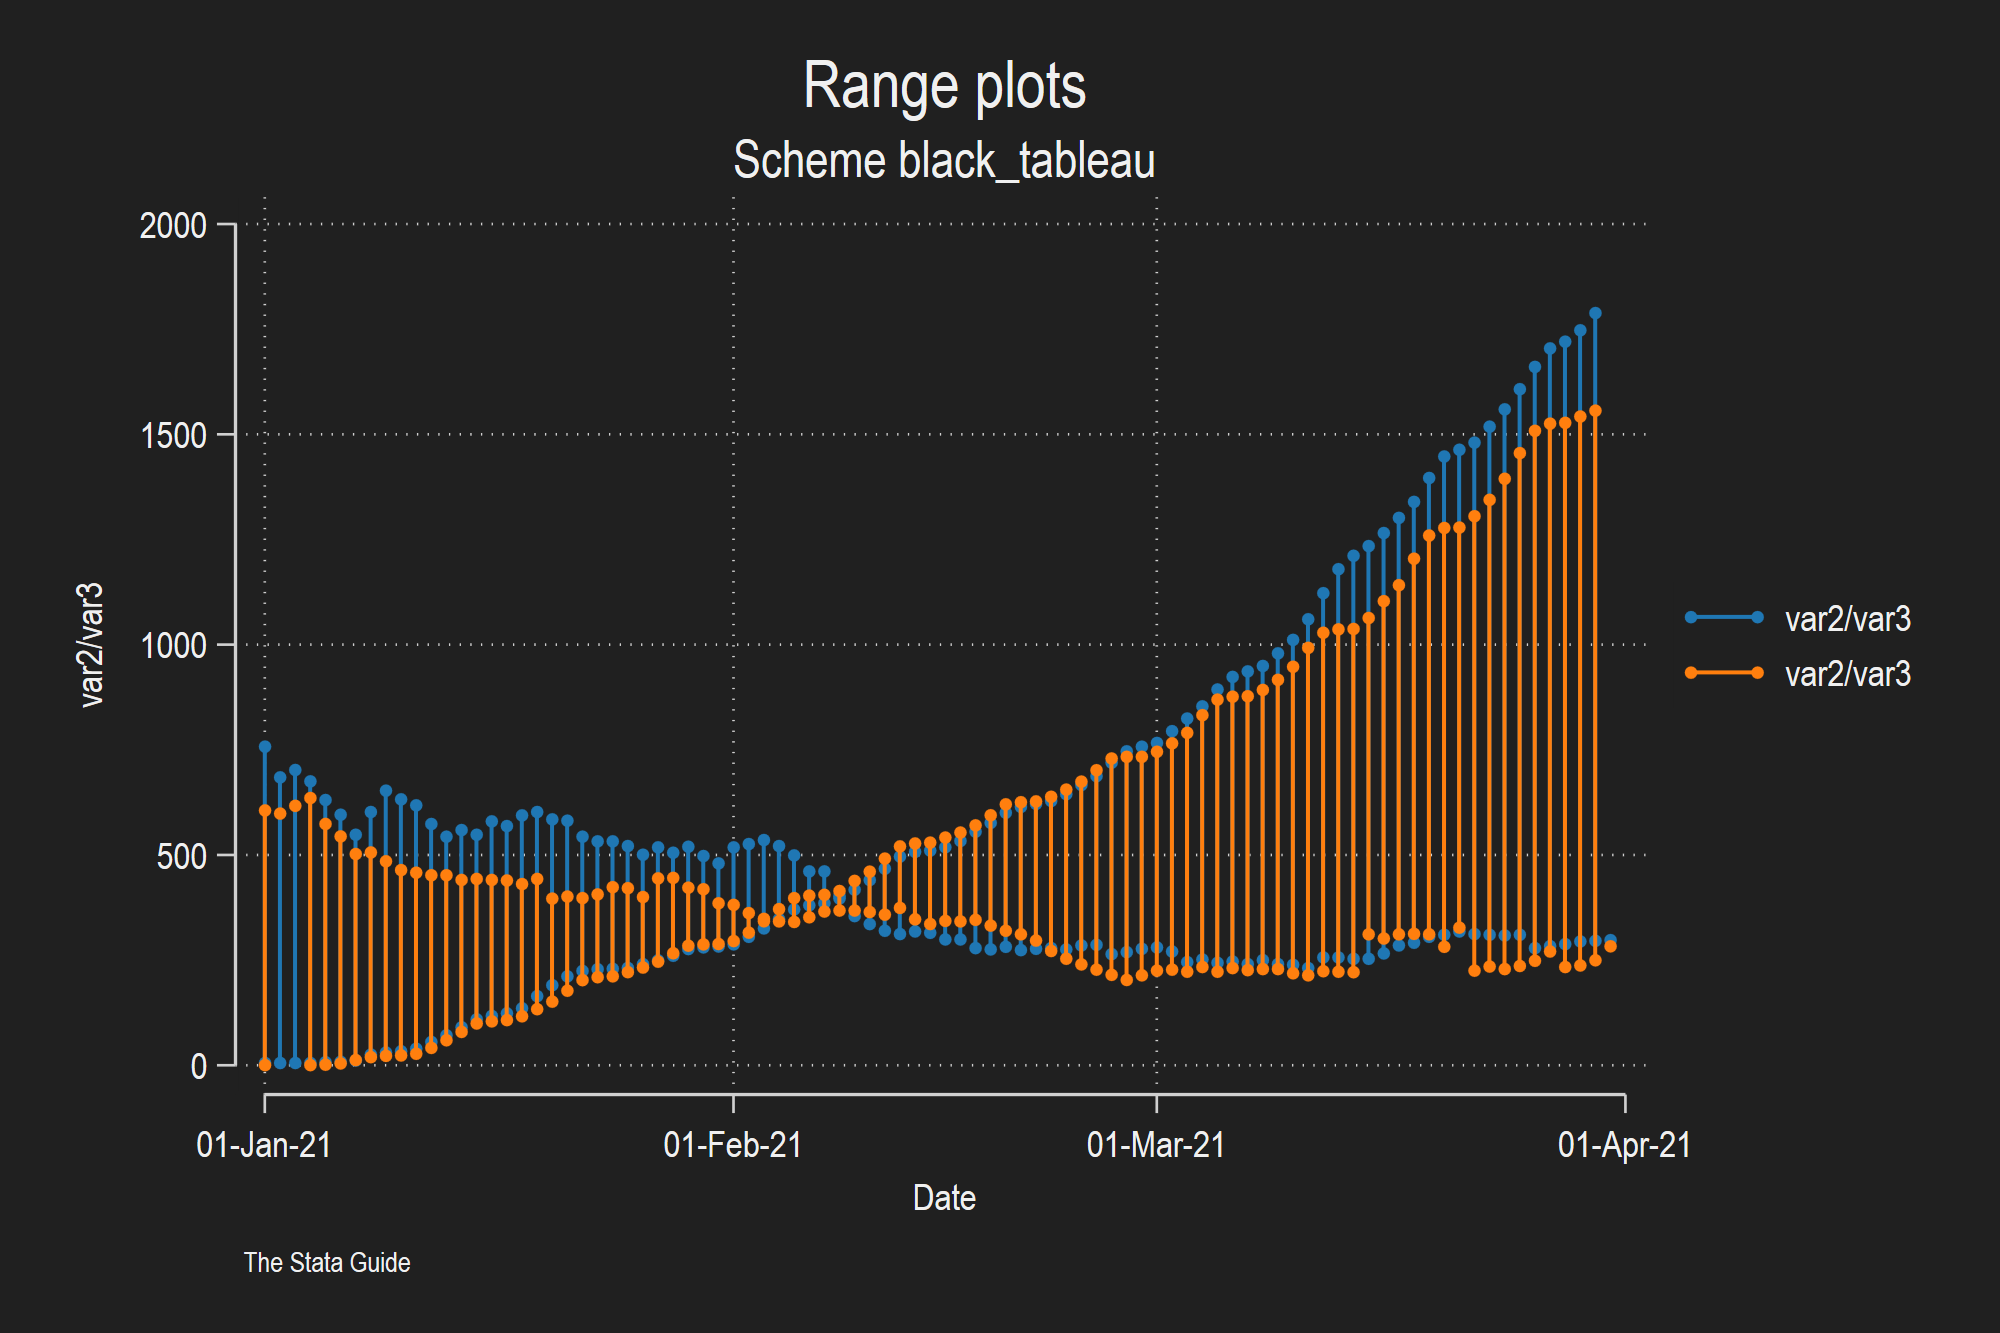 Range plots
Scheme black_tableau
2000
1500
1000
500
0
var2/var3
01-Jan-21
01-Feb-21
01-Mar-21
01-Apr-21
Date
var2/var3
var2/var3
The Stata Guide